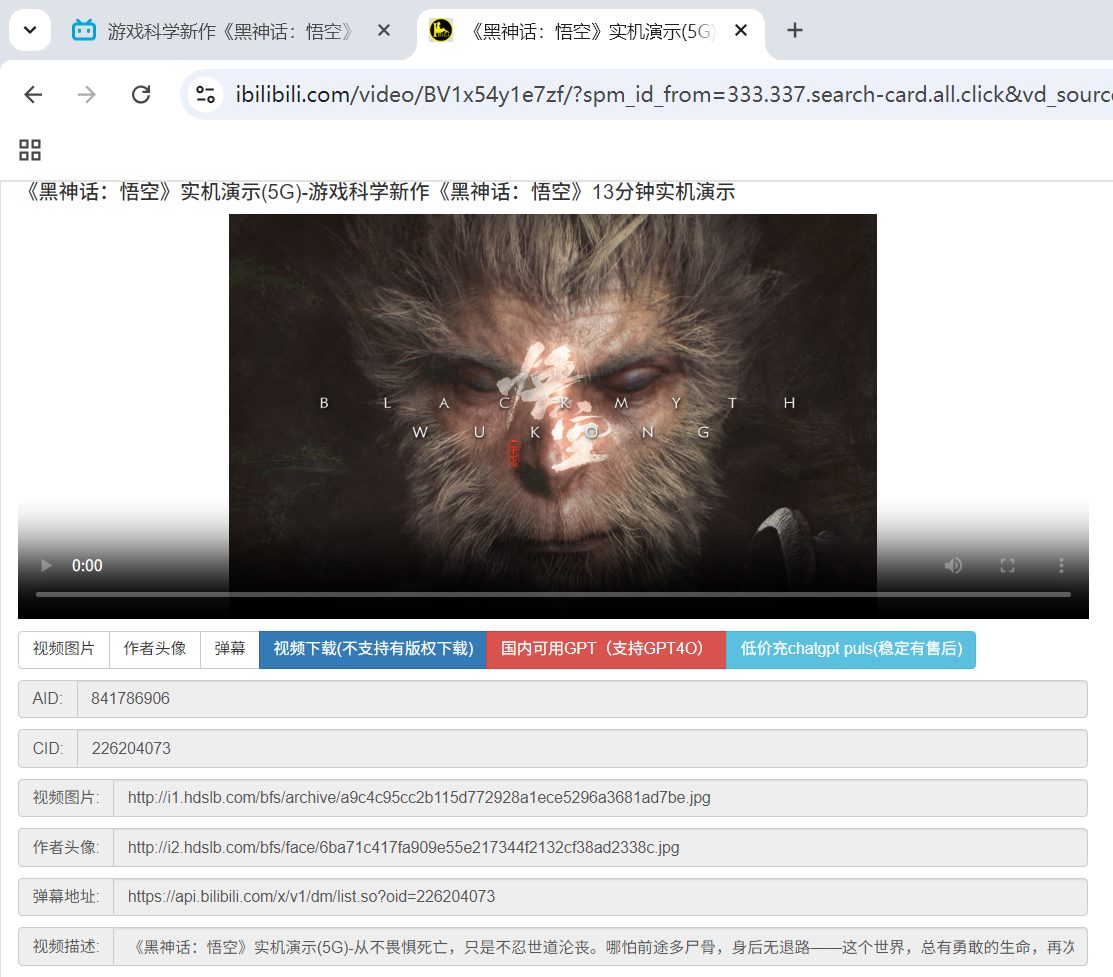 游戏科学新作《黑神话：悟空》
《黑神话：悟空》实机演示(5G)
ibilibili.com/video/BV1x54y1e7zf/?spm_id_from=333.337.search-card.all.click&vd_sourc
《黑神话：悟空》实机演示(5G)-游戏科学新作《黑神话：悟空》13分钟实机演示
悟空
BLACK MYTH
WUKONG
0:00
视频图片 作者头像 弹幕 视频下载(不支持有版权下载) 国内可用GPT（支持GPT4O） 低价充chatgpt puls(稳定有售后)
AID: 841786906
CID: 226204073
视频图片: http://i1.hdslb.com/bfs/archive/a9c4c95cc2b115d772928a1ece5296a3681ad7be.jpg
作者头像: http://i2.hdslb.com/bfs/face/6ba71c417fa909e55e217344f2132cf38ad2338c.jpg
弹幕地址: https://api.bilibili.com/x/v1/dm/list.so?oid=226204073
视频描述: 《黑神话：悟空》实机演示(5G)-从不畏惧死亡，只是不忍世道沦丧。哪怕前途多尸骨，身后无退路——这个世界，总有勇敢的生命，再次